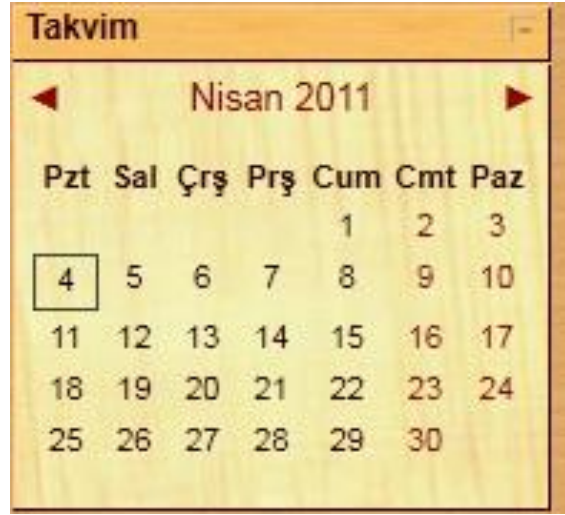 Takvim
Nisan 2011
Pzt Sal Çrş Prş Cum Cmt Paz
1 2 3
4 5 6 7 8 9 10
11 12 13 14 15 16 17
18 19 20 21 22 23 24
25 26 27 28 29 30